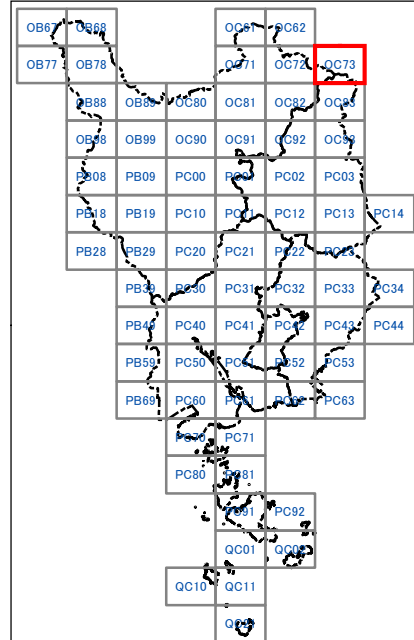 OB67 OB68 OC61 OC62
OB77 OB78 OC71 OC72 OC73
OB88 OB89 OC80 OC81 OC82 OC83
OB98 OB99 OC90 OC91 OC92 OC93
PB08 PB09 PC00 PC01 PC02 PC03
PB18 PB19 PC10 PC11 PC12 PC13 PC14
PB28 PB29 PC20 PC21 PC22 PC23
PB39 PC30 PC31 PC32 PC33 PC34
PB49 PC40 PC41 PC42 PC43 PC44
PB59 PC50 PC51 PC52 PC53
PB69 PC60 PC61 PC62 PC63
PC70 PC71
PC80 PC81
PC91 PC92
QC01 QC02
QC10 QC11
QC21